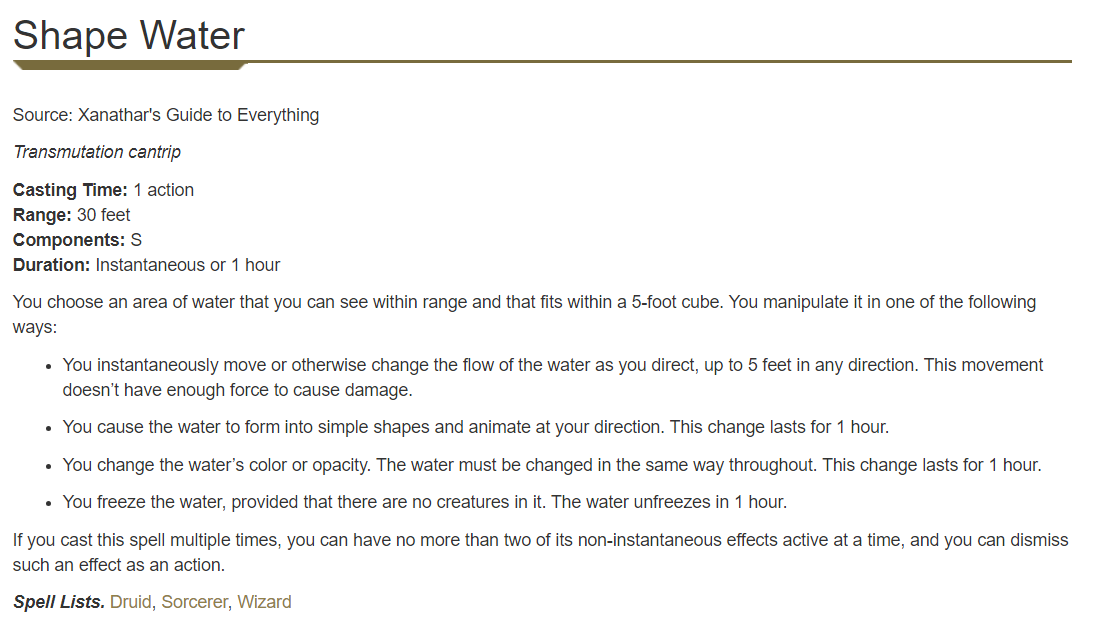 Shape Water
Source: Xanathar's Guide to Everything
Transmutation cantrip
Casting Time: 1 action
Range: 30 feet
Components: S
Duration: Instantaneous or 1 hour
You choose an area of water that you can see within range and that fits within a 5-foot cube. You manipulate it in one of the following
ways:
• You instantaneously move or otherwise change the flow of the water as you direct, up to 5 feet in any direction. This movement
doesn’t have enough force to cause damage.
• You cause the water to form into simple shapes and animate at your direction. This change lasts for 1 hour.
• You change the water’s color or opacity. The water must be changed in the same way throughout. This change lasts for 1 hour.
• You freeze the water, provided that there are no creatures in it. The water unfreezes in 1 hour.
If you cast this spell multiple times, you can have no more than two of its non-instantaneous effects active at a time, and you can dismiss
such an effect as an action.
Spell Lists. Druid, Sorcerer, Wizard